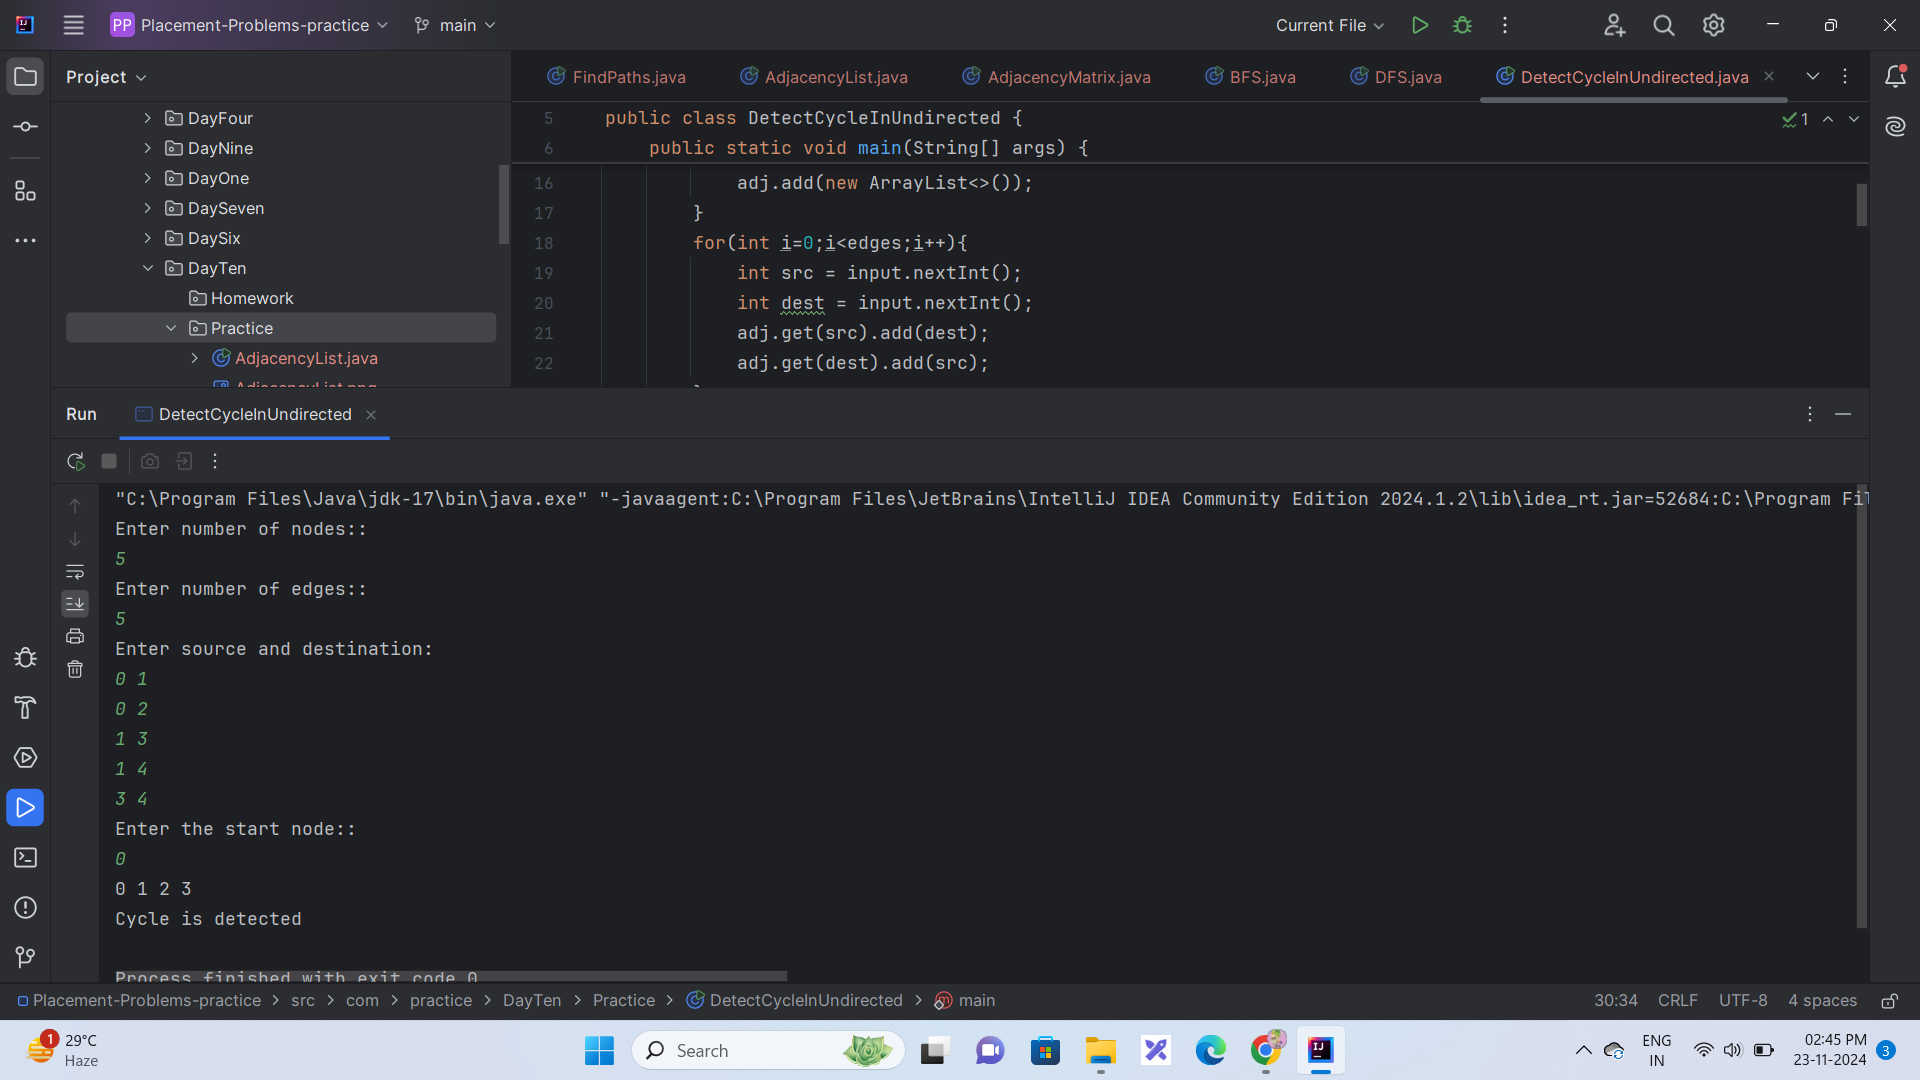 PP Placement-Problems-practice main Current File
Project
FindPaths.java AdjacencyList.java AdjacencyMatrix.java BFS.java DFS.java DetectCycleInUndirected.java
DayFour
DayNine
DayOne
DaySeven
DaySix
DayTen
Homework
Practice
AdjacencyList.java
AdjacencyList.png
1
5 public class DetectCycleInUndirected {
6 public static void main(String[] args) {
16 adj.add(new ArrayList<>());
17 }
18 for(int i=0;i<edges;i++){
19 int src = input.nextInt();
20 int dest = input.nextInt();
21 adj.get(src).add(dest);
22 adj.get(dest).add(src);
Run DetectCycleInUndirected
"C:\Program Files\Java\jdk-17\bin\java.exe" "-javaagent:C:\Program Files\JetBrains\IntelliJ IDEA Community Edition 2024.1.2\lib\idea_rt.jar=52684:C:\Program Fil
Enter number of nodes::
5
Enter number of edges::
5
Enter source and destination:
0 1
0 2
1 3
1 4
3 4
Enter the start node::
0
0 1 2 3
Cycle is detected
Process finished with exit code 0
Placement-Problems-practice > src > com > practice > DayTen > Practice > DetectCycleInUndirected > m main
30:34 CRLF UTF-8 4 spaces
1 29°C
Haze
Search
ENG
IN
02:45 PM
23-11-2024 3